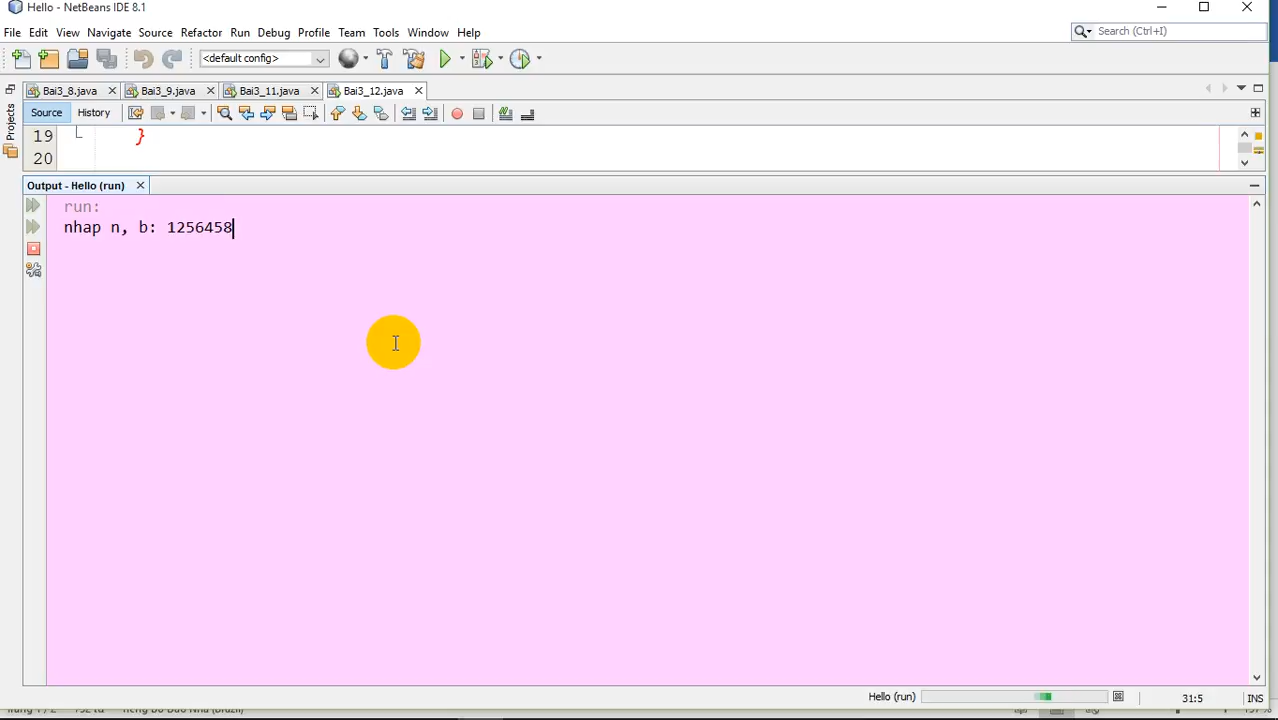 Hello - NetBeans IDE 8.1
File Edit View Navigate Source Refactor Run Debug Profile Team Tools Window Help
Search (Ctrl+I)
<default config>
Projects
Bai3_8.java Bai3_9.java Bai3_11.java Bai3_12.java
Source History
19 }
20
Output - Hello (run)
run:
nhap n, b: 1256458
Hello (run) 31:5 INS